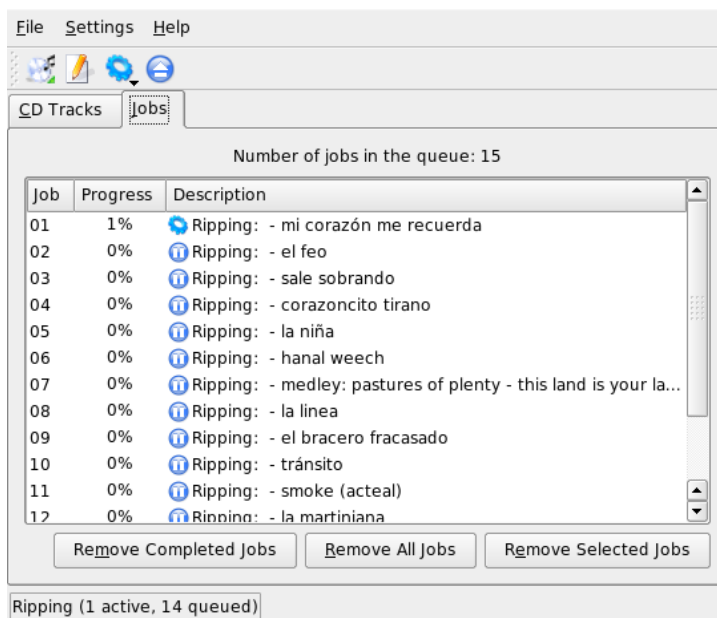 File Settings Help
CD Tracks Jobs
Number of jobs in the queue: 15
Job Progress Description
01 1% Ripping: - mi corazón me recuerda
02 0% Ripping: - el feo
03 0% Ripping: - sale sobrando
04 0% Ripping: - corazoncito tirano
05 0% Ripping: - la niña
06 0% Ripping: - hanal weech
07 0% Ripping: - medley: pastures of plenty - this land is your la...
08 0% Ripping: - la linea
09 0% Ripping: - el bracero fracasado
10 0% Ripping: - tránsito
11 0% Ripping: - smoke (acteal)
12 0% Ripping: - la martiniana
Remove Completed Jobs Remove All Jobs Remove Selected Jobs
Ripping (1 active, 14 queued)